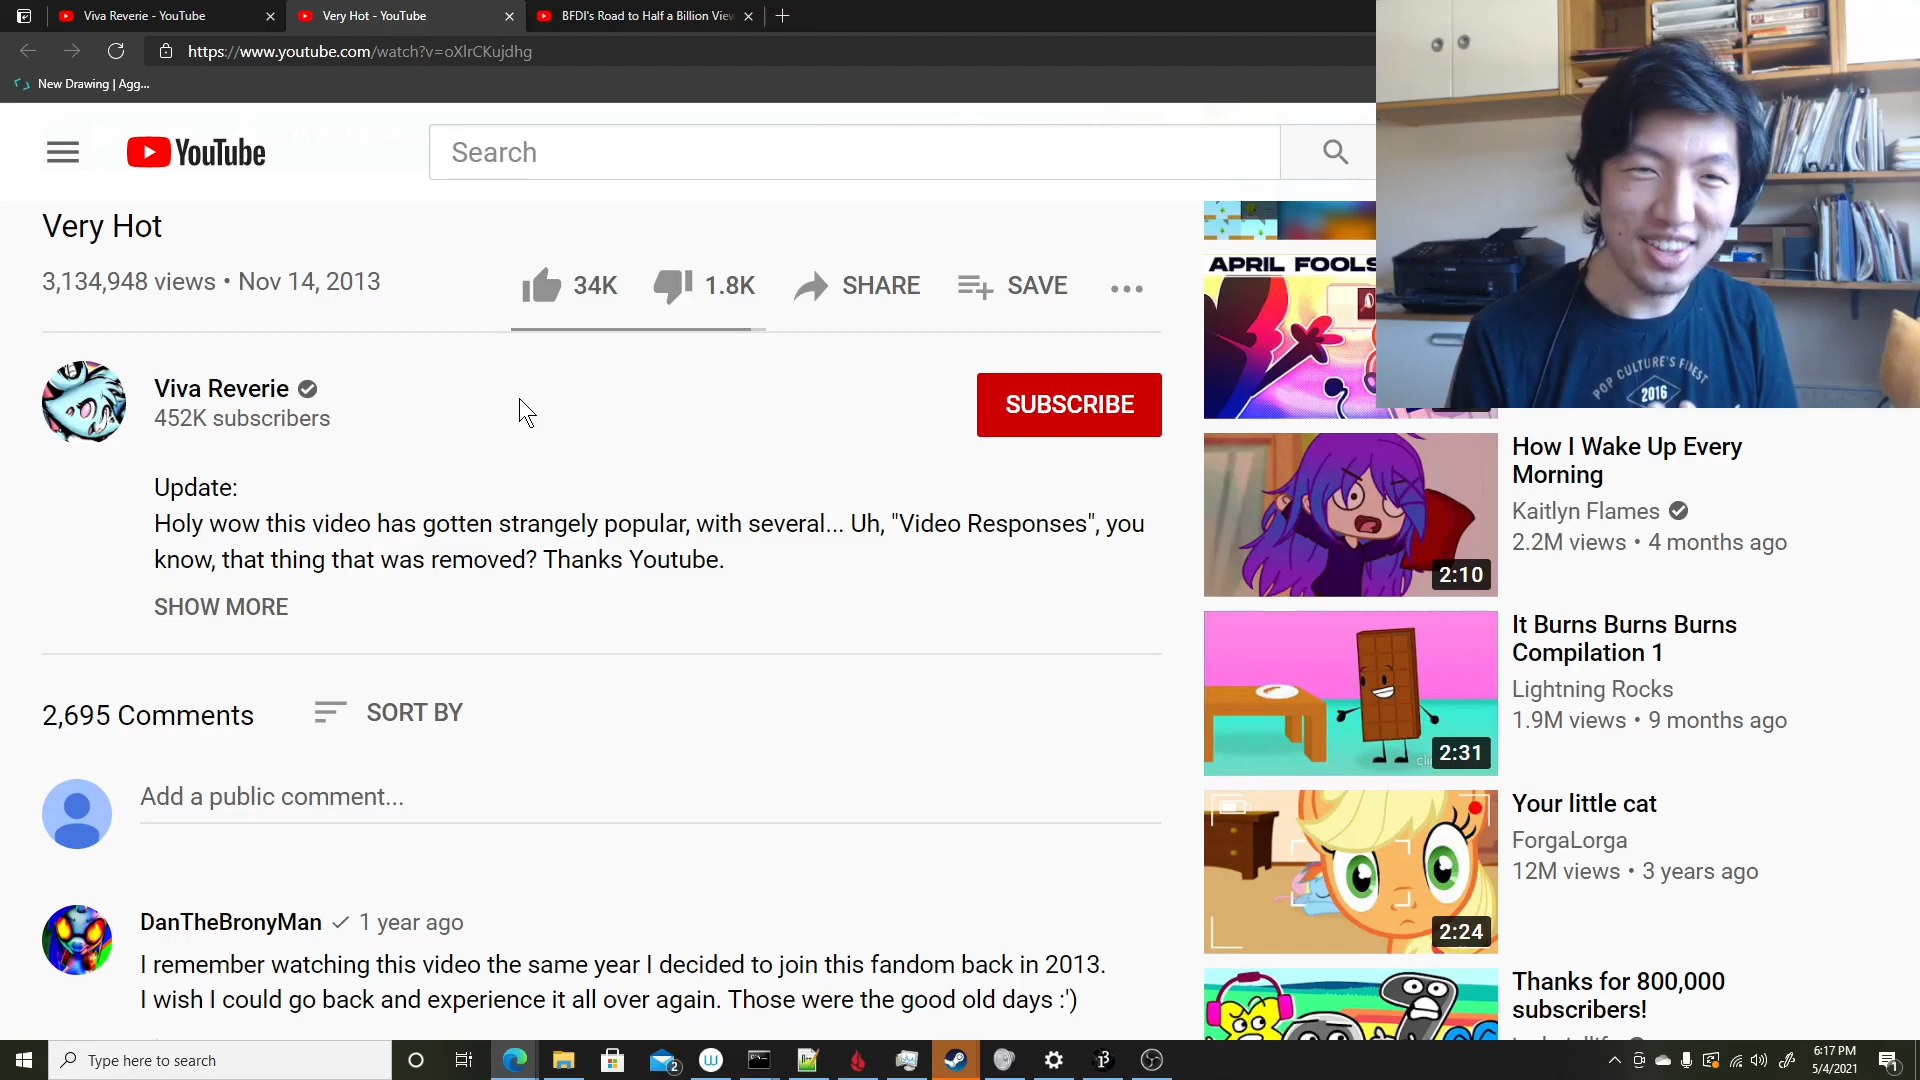 Viva Reverie - YouTube
Very Hot - YouTube
BFDI's Road to Half a Billion View
https://www.youtube.com/watch?v=oXlrCKujdhg
New Drawing | Agg...
YouTube
Search
Very Hot
3,134,948 views • Nov 14, 2013
34K
1.8K
SHARE
SAVE
Viva Reverie
452K subscribers
SUBSCRIBE
Update:
Holy wow this video has gotten strangely popular, with several... Uh, "Video Responses", you
know, that thing that was removed? Thanks Youtube.
SHOW MORE
2,695 Comments
SORT BY
Add a public comment...
DanTheBronyMan
1 year ago
I remember watching this video the same year I decided to join this fandom back in 2013.
I wish I could go back and experience it all over again. Those were the good old days :')
APRIL FOOLS
POP CULTURE'S FINEST
2016
How I Wake Up Every
Morning
Kaitlyn Flames
2.2M views • 4 months ago
2:10
It Burns Burns Burns
Compilation 1
Lightning Rocks
1.9M views • 9 months ago
2:31
Your little cat
ForgaLorga
12M views • 3 years ago
2:24
Thanks for 800,000
subscribers!
Type here to search
2
6:17 PM
5/4/2021
1